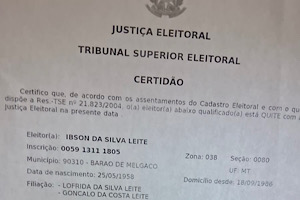 JUSTIÇA ELEITORAL
TRIBUNAL SUPERIOR ELEITORAL
CERTIDÃO
Certifico que, de acordo com os assentamentos do Cadastro Eleitoral e com o que
dispõe a Res.-TSE nº 21.823/2004, o(a) eleitor(a) abaixo qualificado(a) está QUITE com a
Justiça Eleitoral na presente data .
Eleitor(a): IBSON DA SILVA LEITE
Inscrição: 0059 1311 1805 Zona: 038 Seção: 0080
Município: 90310 - BARAO DE MELGACO UF: MT
Data de nascimento: 25/05/1958 Domicílio desde: 18/09/1986
Filiação: - LOFRIDA DA SILVA LEITE
- GONÇALO DA COSTA LEITE